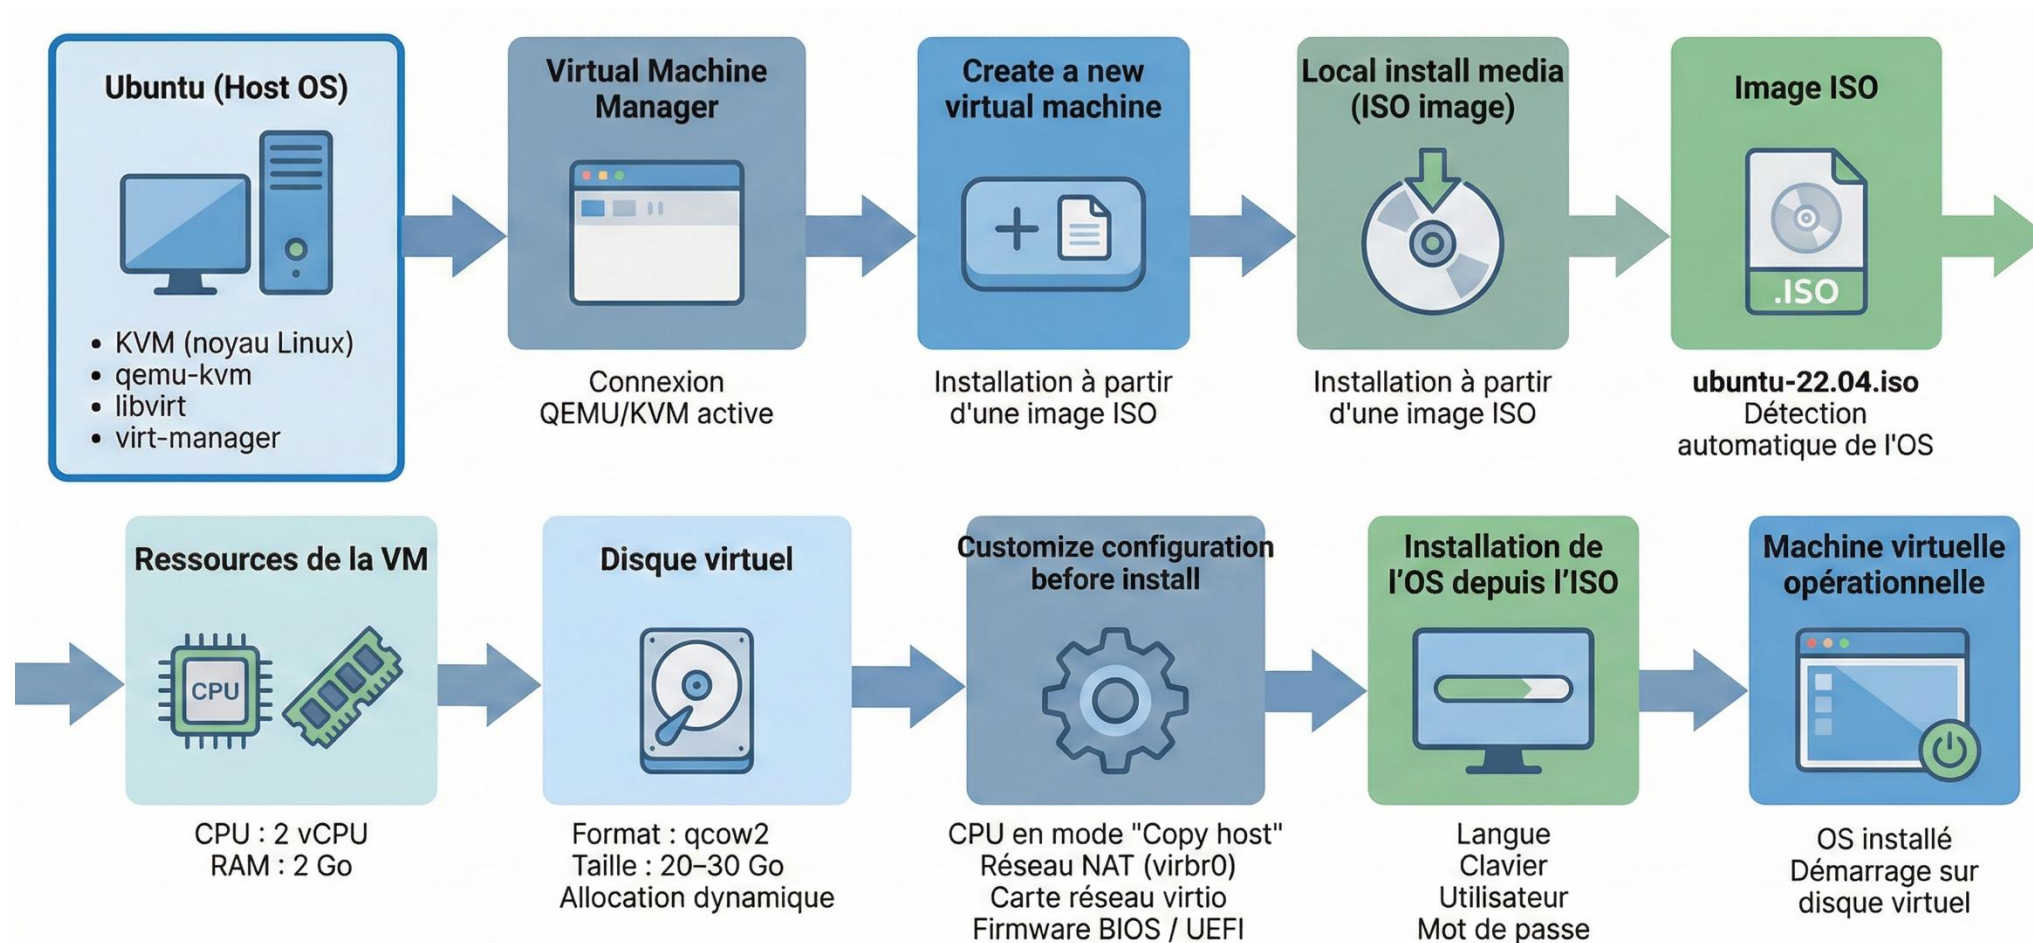 Ubuntu (Host OS)
• KVM (noyau Linux)
• qemu-kvm
• libvirt
• virt-manager
Virtual Machine
Manager
Connexion
QEMU/KVM active
Create a new
virtual machine
Installation à partir
d'une image ISO
Local install media
(ISO image)
Installation à partir
d'une image ISO
Image ISO
.ISO
ubuntu-22.04.iso
Détection
automatique de l'OS
Ressources de la VM
CPU
CPU : 2 vCPU
RAM : 2 Go
Disque virtuel
Format : qcow2
Taille : 20–30 Go
Allocation dynamique
Customize configuration
before install
CPU en mode "Copy host"
Réseau NAT (virbr0)
Carte réseau virtio
Firmware BIOS / UEFI
Installation de
l’OS depuis l’ISO
Langue
Clavier
Utilisateur
Mot de passe
Machine virtuelle
opérationnelle
OS installé
Démarrage sur
disque virtuel